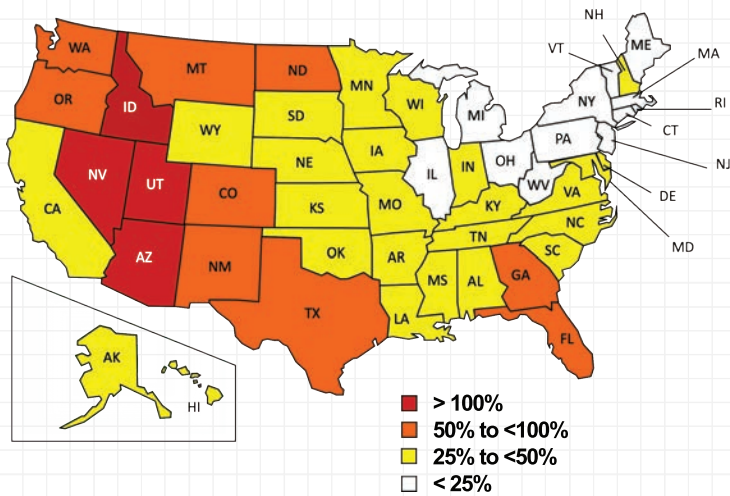 NH
ME
VT
MA
WA
MT
ND
MN
ID
OR
WI
NY
RI
SD
MI
WY
CT
PA
IA
NE
OH
NJ
IL
IN
NV
UT
WV
CO
DE
VA
KS
MO
KY
CA
MD
NC
TN
OK
AR
SC
AZ
NM
GA
MS
AL
TX
LA
FL
AK
HI
> 100%
50% to <100%
25% to <50%
< 25%